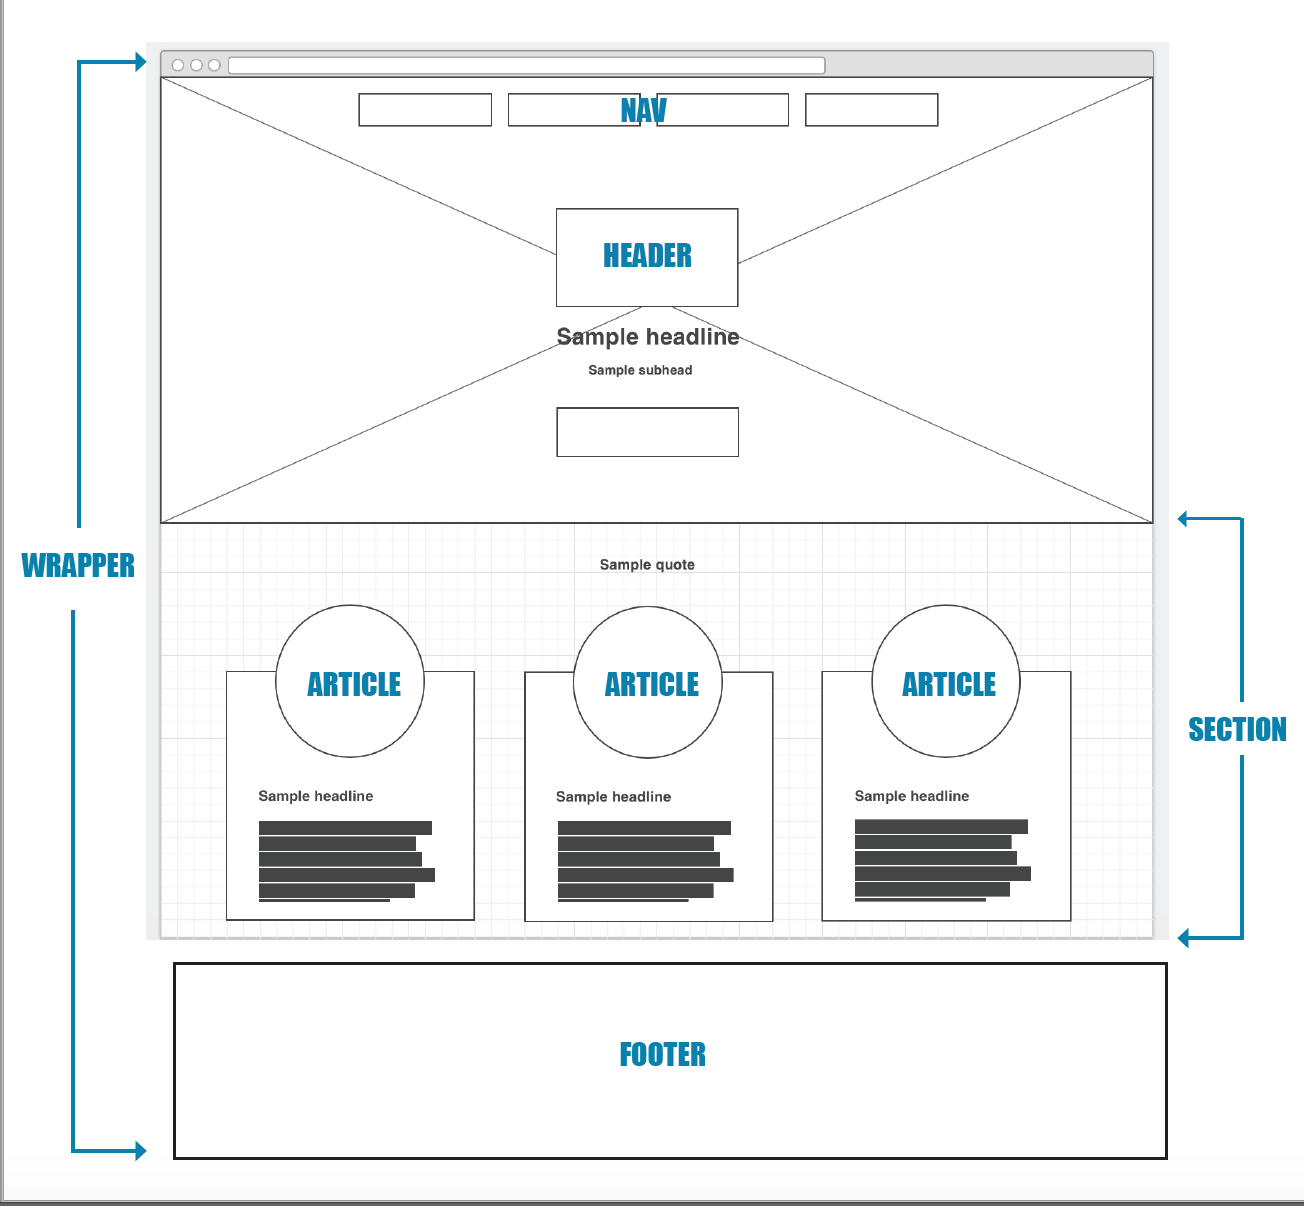 NAV
HEADER
Sample headline
Sample subhead
WRAPPER
Sample quote
ARTICLE
ARTICLE
ARTICLE
SECTION
Sample headline
Sample headline
Sample headline
FOOTER